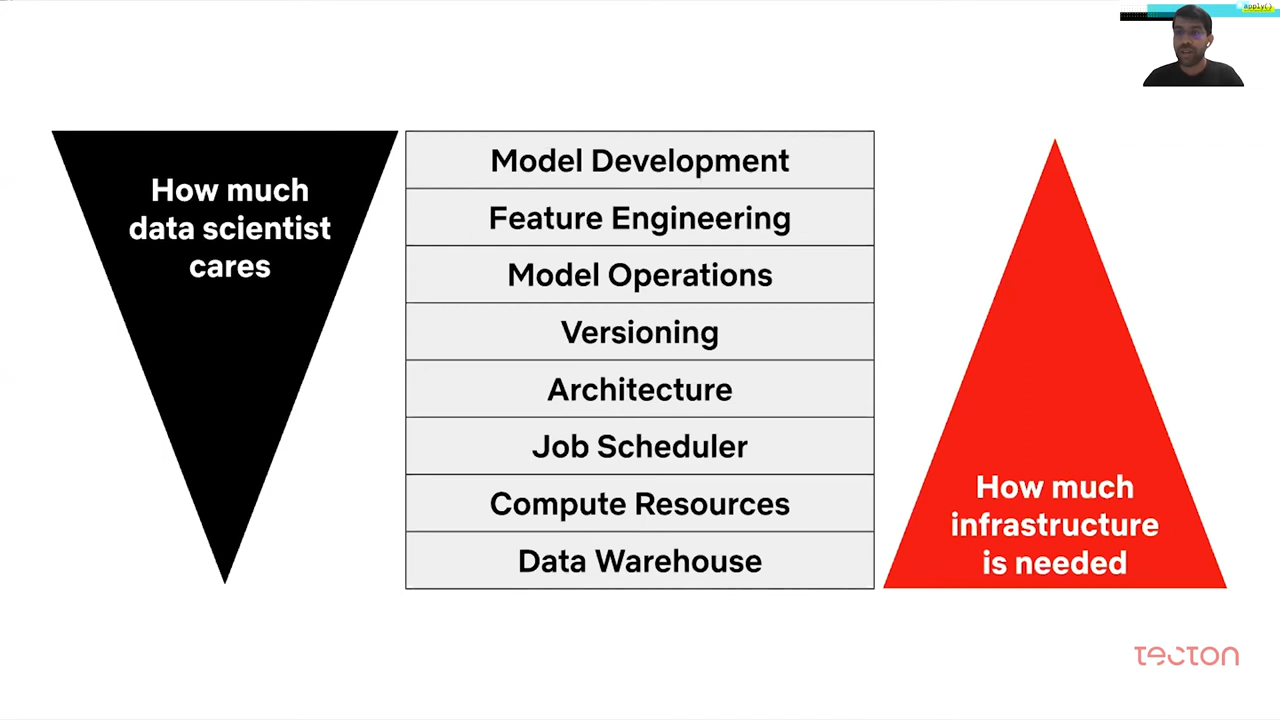 apply()
How much
data scientist
cares
Model Development
Feature Engineering
Model Operations
Versioning
Architecture
Job Scheduler
Compute Resources
Data Warehouse
How much
infrastructure
is needed
tecton